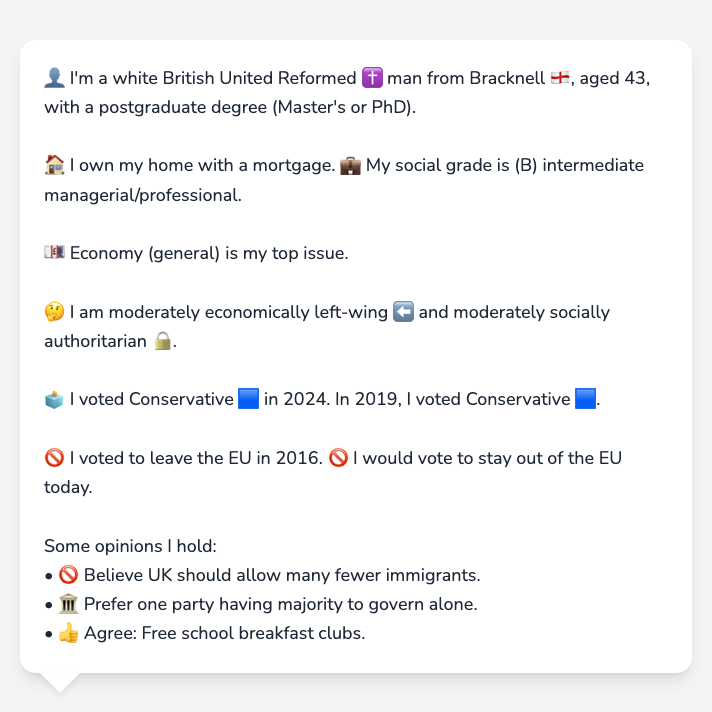 👤 I'm a white British United Reformed ✝️ man from Bracknell 🏴󠁧󠁢󠁥󠁮󠁧󠁿, aged 43,
with a postgraduate degree (Master's or PhD).
🏠 I own my home with a mortgage. 💼 My social grade is (B) intermediate
managerial/professional.
💷 Economy (general) is my top issue.
🤔 I am moderately economically left-wing ⬅️ and moderately socially
authoritarian 🔒.
🗳️ I voted Conservative 🟦 in 2024. In 2019, I voted Conservative 🟦.
🚫 I voted to leave the EU in 2016. 🚫 I would vote to stay out of the EU
today.
Some opinions I hold:
• 🚫 Believe UK should allow many fewer immigrants.
• 🏛️ Prefer one party having majority to govern alone.
• 👍 Agree: Free school breakfast clubs.